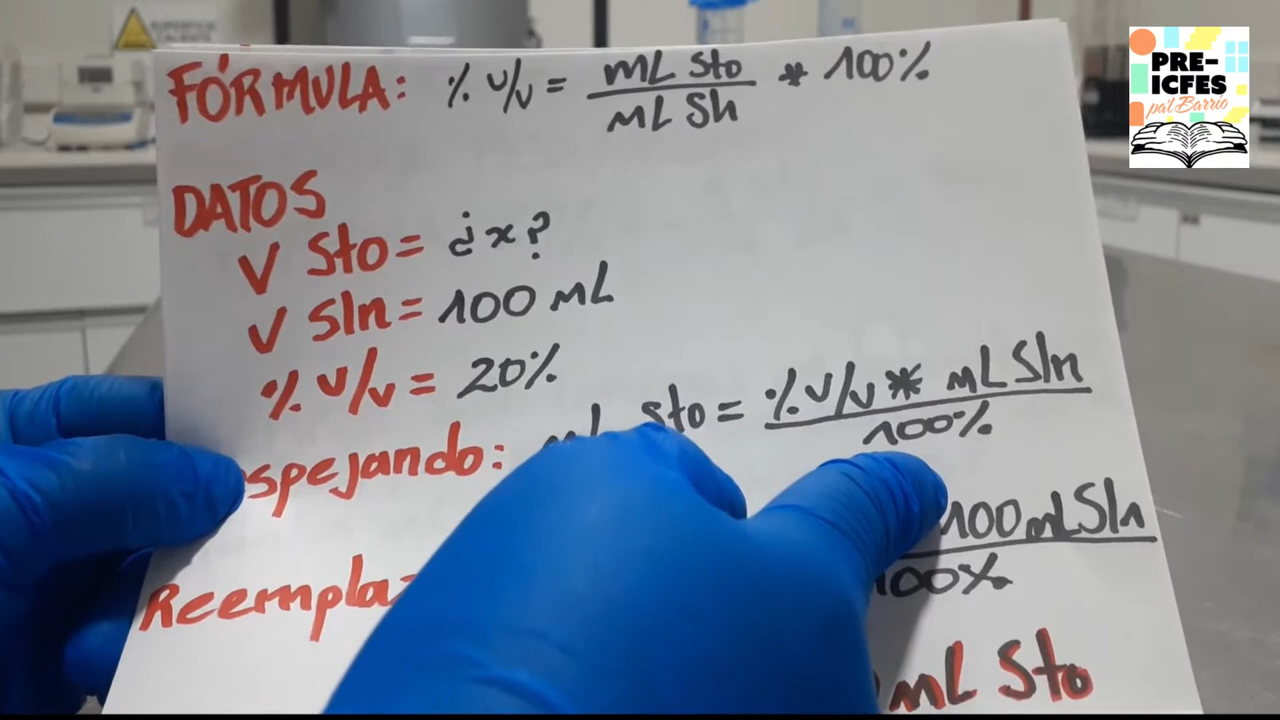 FÓRMULA: % v/v = mL Sto / mL Sln * 100%
DATOS
V Sto = ¿x?
V Sln = 100 mL
% v/v = 20%
spejando: mL Sto = % v/v * mL Sln / 100%
Reempla 100 mL Sln / 100%
mL Sto
PRE-
ICFES
pa'l Barrio